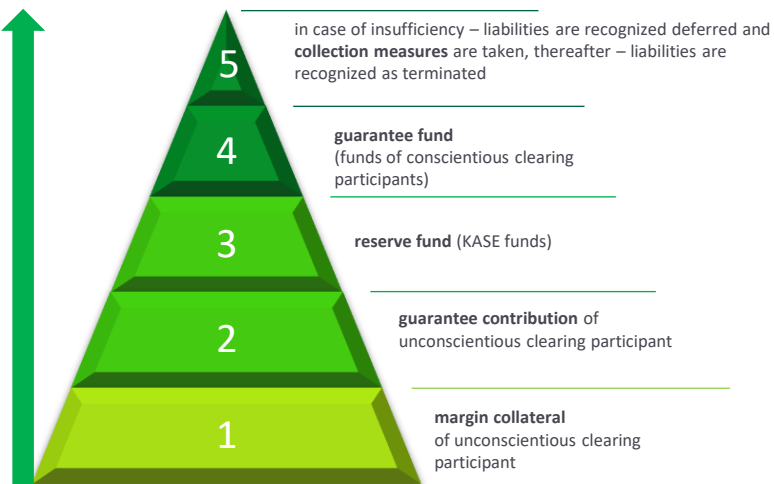 5
in case of insufficiency – liabilities are recognized deferred and
collection measures are taken, thereafter – liabilities are
recognized as terminated
4
guarantee fund
(funds of conscientious clearing
participants)
3
reserve fund (KASE funds)
2
guarantee contribution of
unconscientious clearing participant
1
margin collateral
of unconscientious clearing
participant